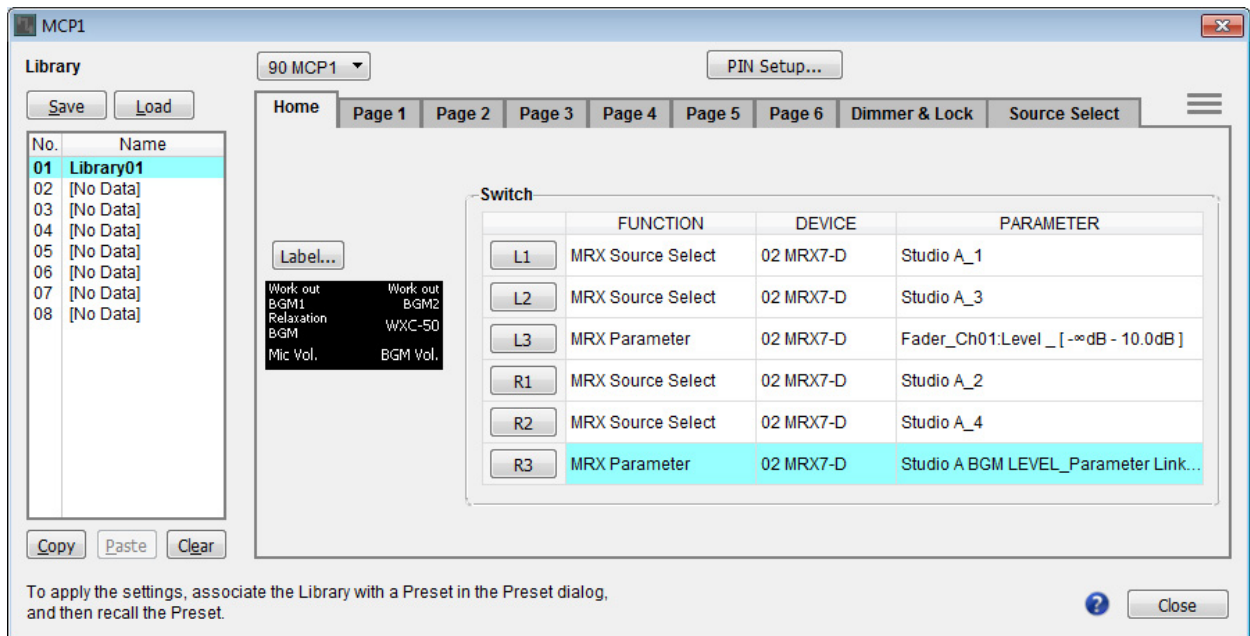 MCP1
Library
90 MCP1
PIN Setup...
Save Load
Home Page 1 Page 2 Page 3 Page 4 Page 5 Page 6 Dimmer & Lock Source Select
No. Name
01 Library01
02 [No Data]
03 [No Data]
04 [No Data]
05 [No Data]
06 [No Data]
07 [No Data]
08 [No Data]
Label...
Work out Work out
BGM1 BGM2
Relaxation
BGM WXC-50
Mic Vol. BGM Vol.
Switch
FUNCTION DEVICE PARAMETER
L1 MRX Source Select 02 MRX7-D Studio A_1
L2 MRX Source Select 02 MRX7-D Studio A_3
L3 MRX Parameter 02 MRX7-D Fader_Ch01:Level _ [ -∞dB - 10.0dB ]
R1 MRX Source Select 02 MRX7-D Studio A_2
R2 MRX Source Select 02 MRX7-D Studio A_4
R3 MRX Parameter 02 MRX7-D Studio A BGM LEVEL_Parameter Link...
Copy Paste Clear
To apply the settings, associate the Library with a Preset in the Preset dialog,
and then recall the Preset.
? Close